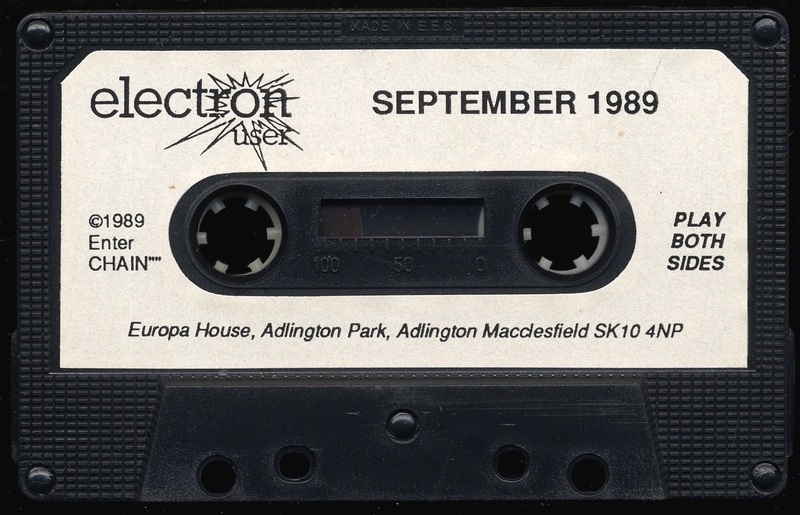 MADE IN E.E.C.
electron
user
SEPTEMBER 1989
©1989
Enter
CHAIN""
PLAY
BOTH
SIDES
100 50 0
Europa House, Adlington Park, Adlington Macclesfield SK10 4NP